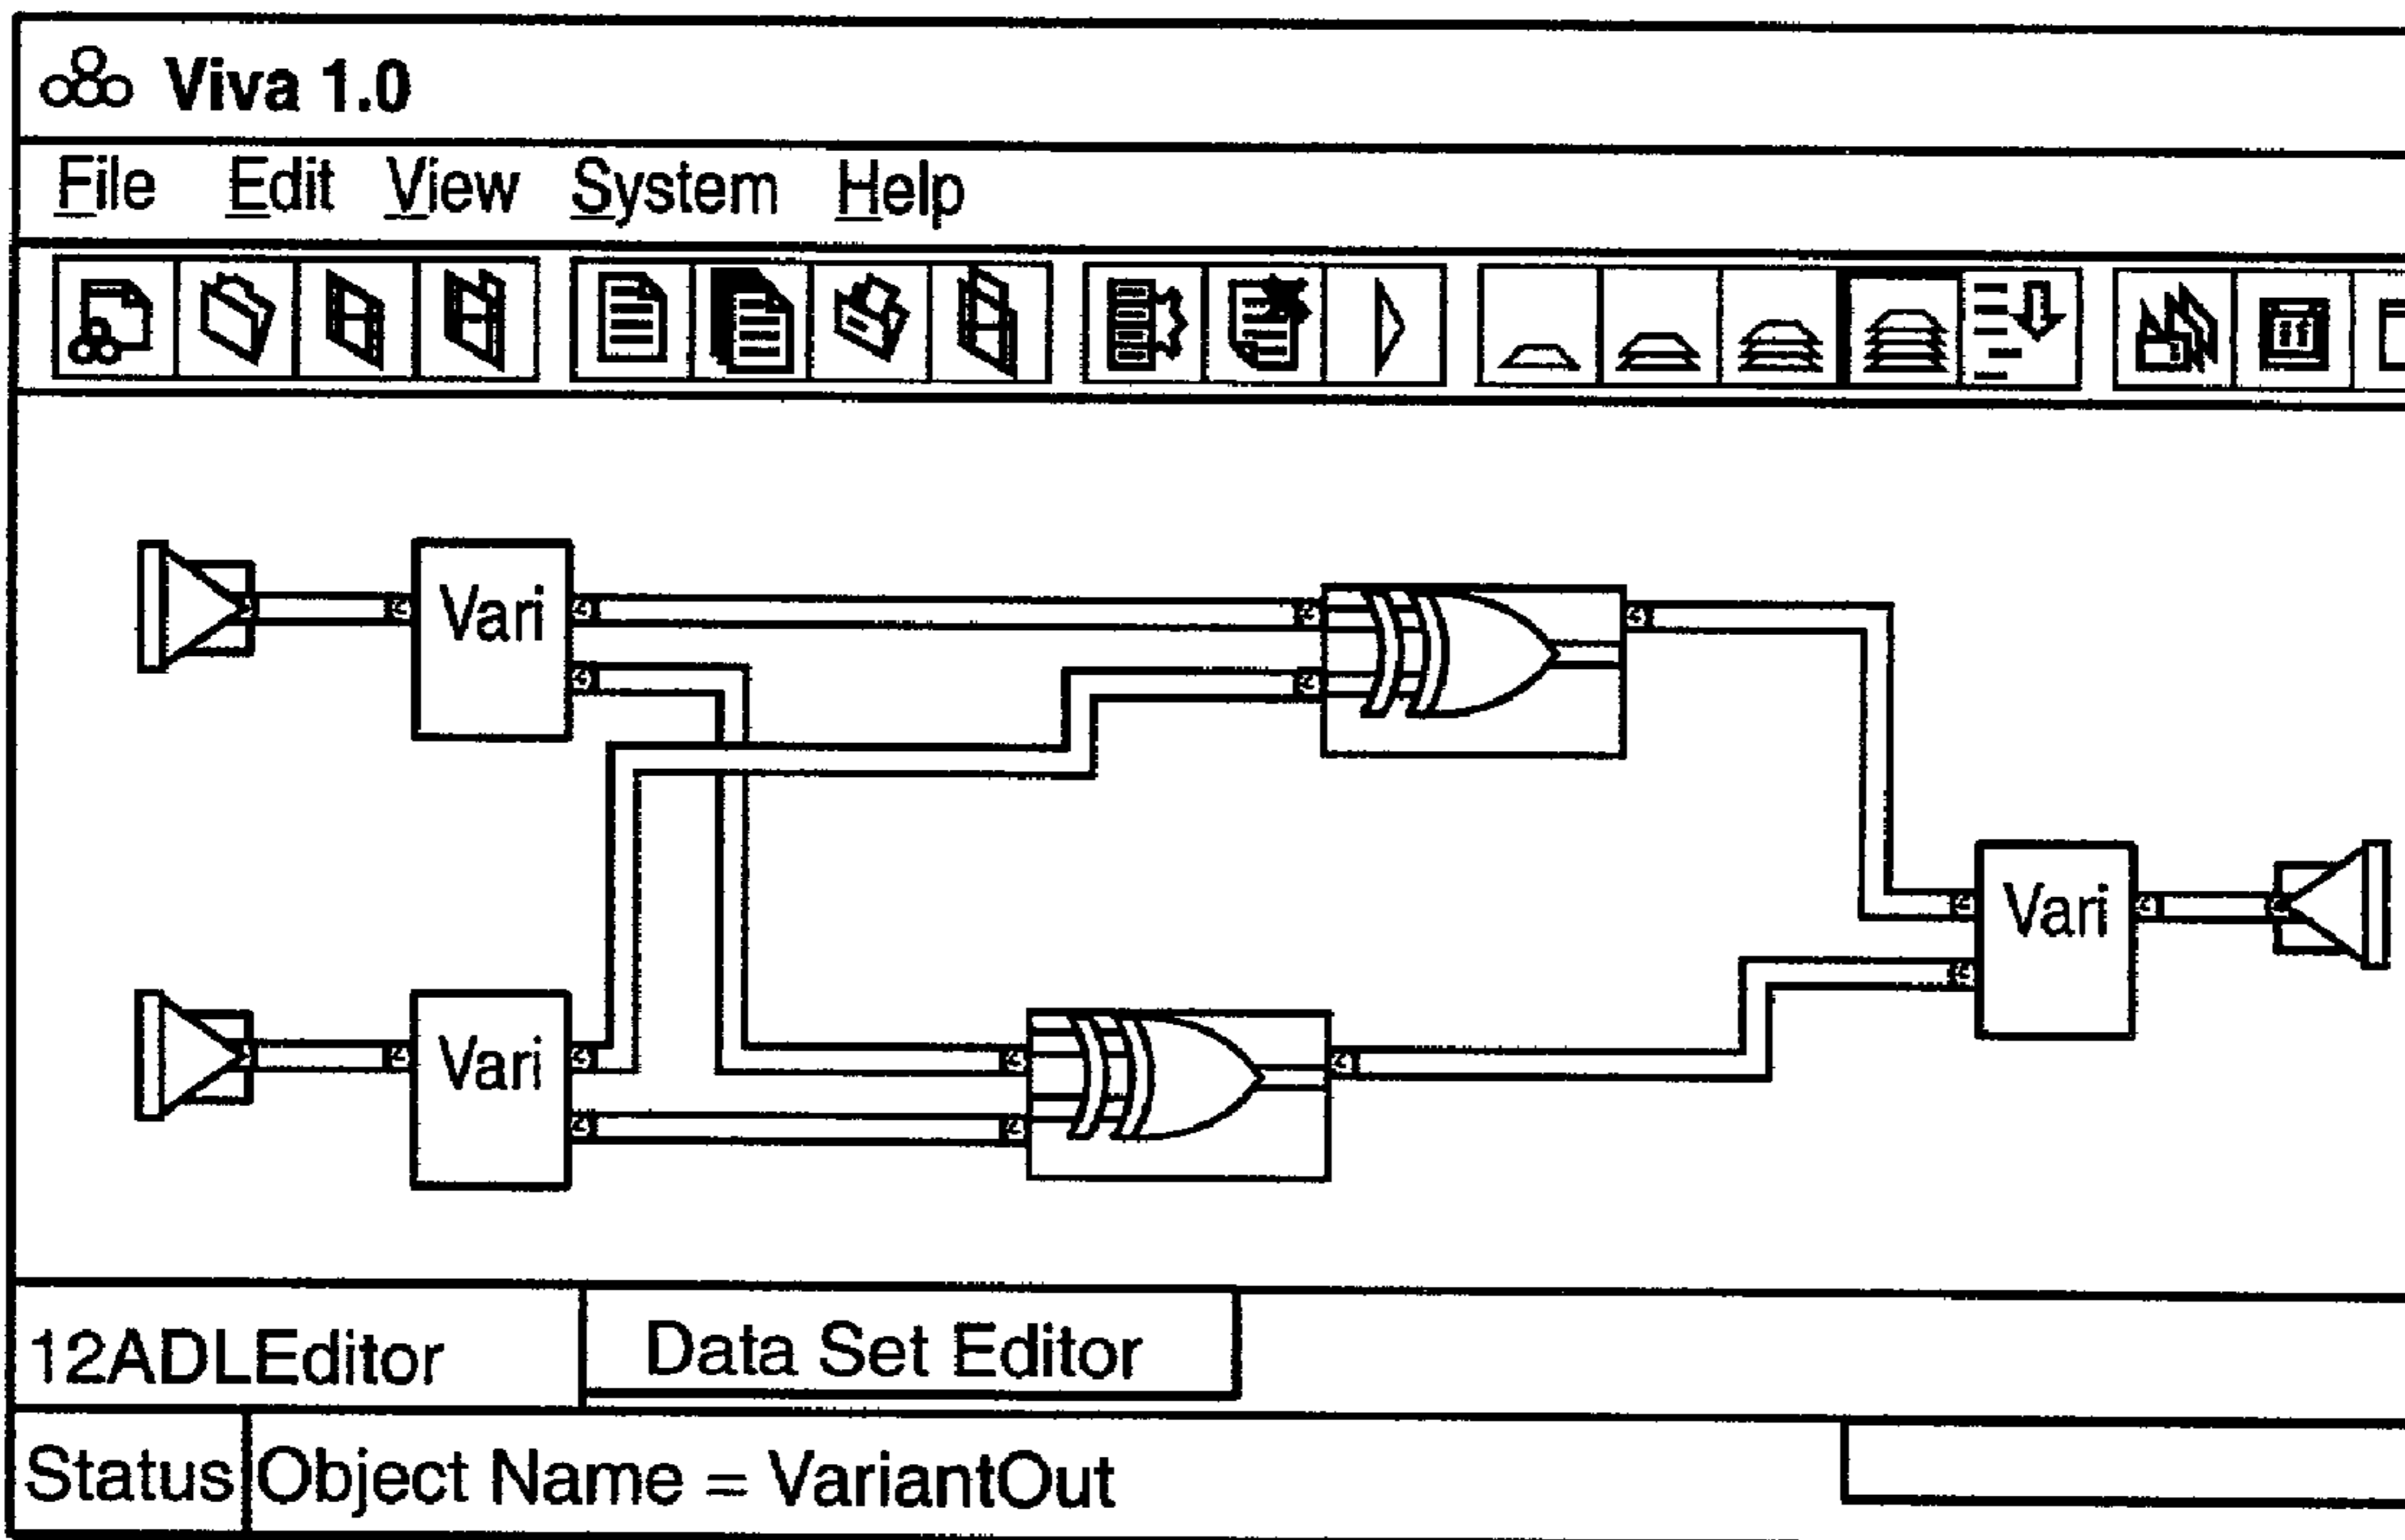 Viva 1.0
File Edit View System Help
if
Vari
Vari
Vari
12ADLEditor
Data Set Editor
Status Object Name = VariantOut